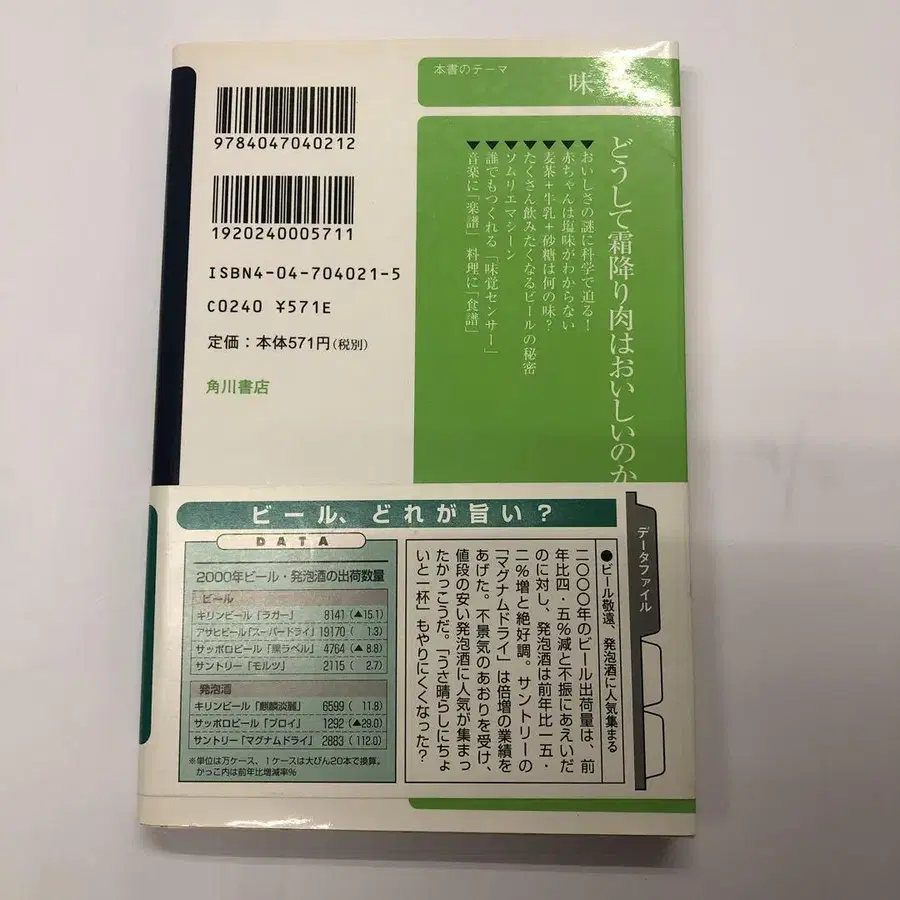 本書のテーマ
味
どうして霜降り肉はおいしいのか
▼おいしさの謎に科学で迫る!
▼赤ちゃんは塩味がわからない
▼麦茶+牛乳+砂糖は何の味?
▼たくさん飲みたくなるビールの秘密
▼ソムリエマシーン
▼誰でもつくれる「味覚センサー」
▼音楽に「楽譜」 料理に「食譜」
9784047040212
1920240005711
ISBN4-04-704021-5
C0240 ¥571E
定価:本体571円(税別)
角川書店
ビール、どれが旨い?
データファイル
●ビール敬遠、発泡酒に人気集まる
二〇〇〇年のビール出荷量は、前
年比四・五%減と不振にあえいだ
のに対し、発泡酒は前年比一五・
二%増と絶好調。サントリーの
「マグナムドライ」は倍増の業績を
あげた。不景気のあおりを受け、
値段の安い発泡酒に人気が集まっ
たかっこうだ。「うさ晴らしにちょ
いと一杯」もやりにくくなった?
DATA
2000年ビール・発泡酒の出荷数量
ビール
キリンビール「ラガー」 8141 (▲15.1)
アサヒビール「スーパードライ」 19170 ( 1.3)
サッポロビール「黒ラベル」 4764 (▲ 8.8)
サントリー「モルツ」 2115 ( 2.7)
発泡酒
キリンビール「麒麟淡麗」 6599 ( 11.8)
サッポロビール「ブロイ」 1292 (▲29.0)
サントリー「マグナムドライ」 2883 (112.0)
※単位は万ケース、1ケースは大びん20本で換算。
かっこ内は前年比増減率%